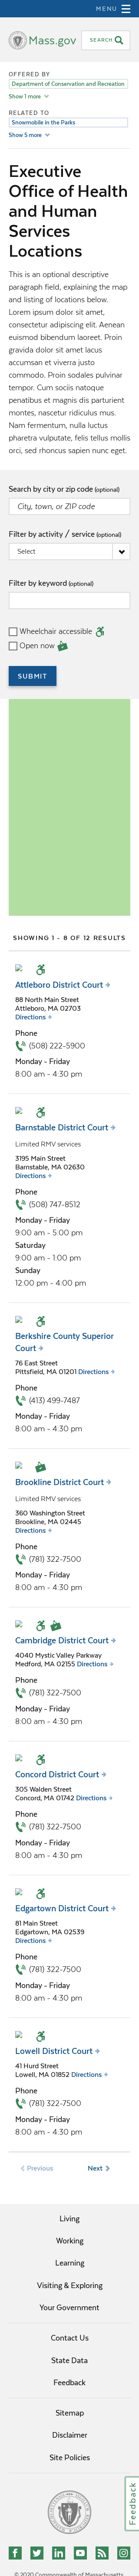 MENU
Mass.gov
SEARCH
OFFERED BY
Department of Conservation and Recreation
Show 1 more
RELATED TO
Snowmobile in the Parks
Show 5 more
Executive
Office of Health
and Human
Services
Locations
This is an optional descriptive
paragraph field, explaining the map
below. Lorem ipsum dolor sit amet,
consectetur adipiscing elit. Aenean
euismod bibendum laoreet. Proin
gravida dolor sit amet lacus
accumsan et viverra justo
commodo. Proin sodales pulvinar
tempor. Cum sociis natoque
penatibus et magnis dis parturient
montes, nascetur ridiculus mus.
Nam fermentum, nulla luctus
pharetra vulputate, felis tellus mollis
orci, sed rhoncus sapien nunc eget.
Search by city or zip code (optional)
City, town, or ZIP code
Filter by activity / service (optional)
Select
Filter by keyword (optional)
Wheelchair accessible
Open now
SUBMIT
SHOWING 1 - 8 OF 12 RESULTS
Attleboro District Court
88 North Main Street
Attleboro, MA 02703
Directions
Phone
(508) 222-5900
Monday - Friday
8:00 am - 4:30 pm
Barnstable District Court
Limited RMV services
3195 Main Street
Barnstable, MA 02630
Directions
Phone
(508) 747-8512
Monday - Friday
9:00 am - 5:00 pm
Saturday
9:00 am - 1:00 pm
Sunday
12:00 pm - 4:00 pm
Berkshire County Superior
Court
76 East Street
Pittsfield, MA 01201 Directions
Phone
(413) 499-7487
Monday - Friday
8:00 am - 4:30 pm
Brookline District Court
Limited RMV services
360 Washington Street
Brookline, MA 02445
Directions
Phone
(781) 322-7500
Monday - Friday
8:00 am - 4:30 pm
Cambridge District Court
4040 Mystic Valley Parkway
Medford, MA 02155 Directions
Phone
(781) 322-7500
Monday - Friday
8:00 am - 4:30 pm
Concord District Court
305 Walden Street
Concord, MA 01742 Directions
Phone
(781) 322-7500
Monday - Friday
8:00 am - 4:30 pm
Edgartown District Court
81 Main Street
Edgartown, MA 02539
Directions
Phone
(781) 322-7500
Monday - Friday
8:00 am - 4:30 pm
Lowell District Court
41 Hurd Street
Lowell, MA 01852 Directions
Phone
(781) 322-7500
Monday - Friday
8:00 am - 4:30 pm
Previous Next
Living
Working
Learning
Visiting & Exploring
Your Government
Contact Us
State Data
Feedback
Sitemap
Disclaimer
Site Policies
Feedback
© 2020 Commonwealth of Massachusetts.